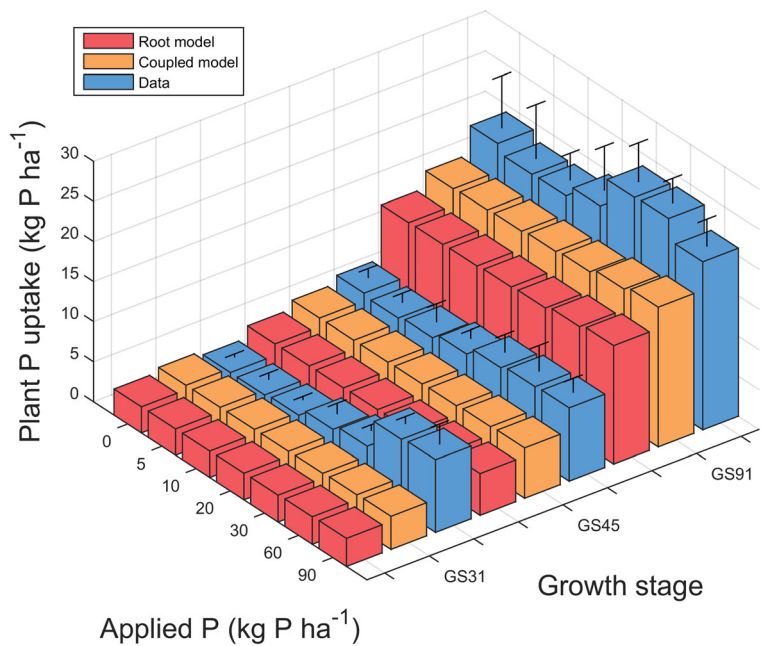 Root model
Coupled model
Data
Plant P uptake (kg P ha⁻¹)
30
25
20
15
10
5
0
0
5
10
20
30
60
90
Applied P (kg P ha⁻¹)
GS31
GS45
GS91
Growth stage